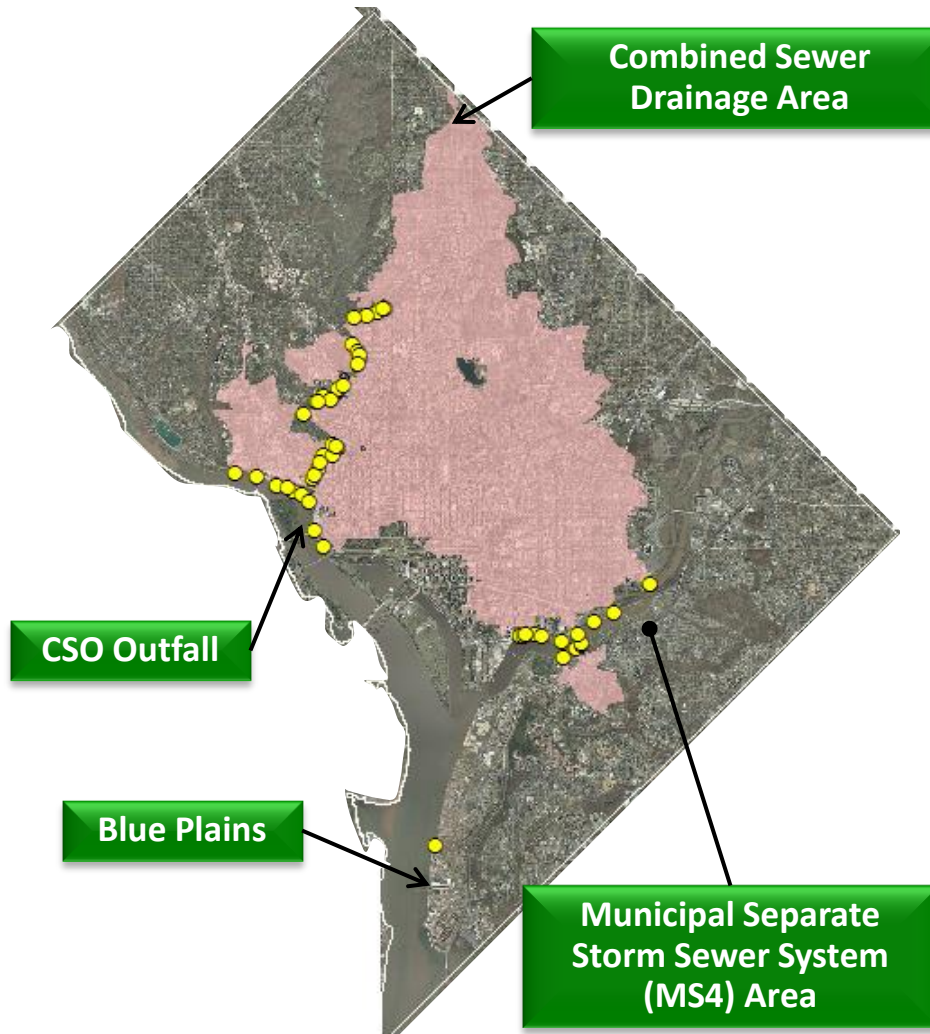 Combined Sewer
Drainage Area
CSO Outfall
Blue Plains
Municipal Separate
Storm Sewer System
(MS4) Area